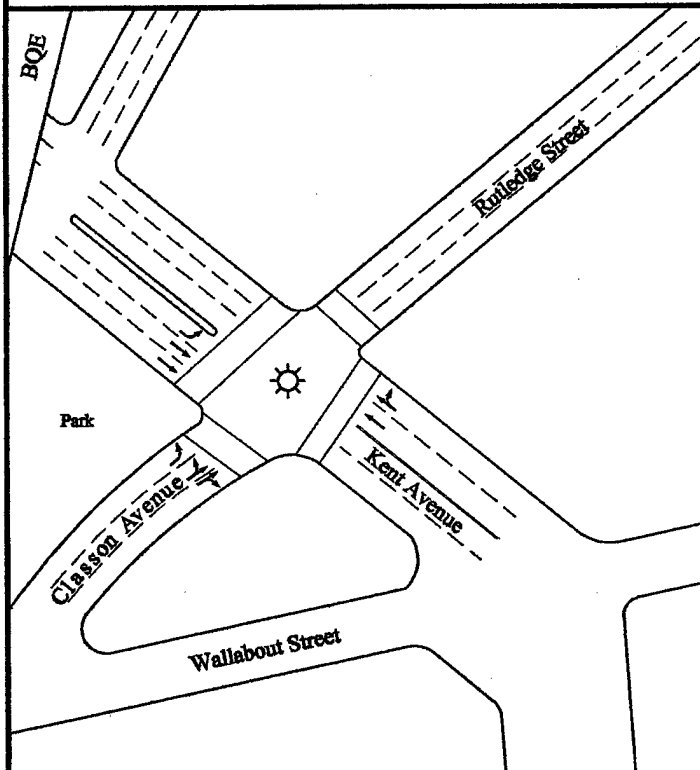 BQE
Rutledge Street
Park
Kent Avenue
Classon Avenue
Wallabout Street